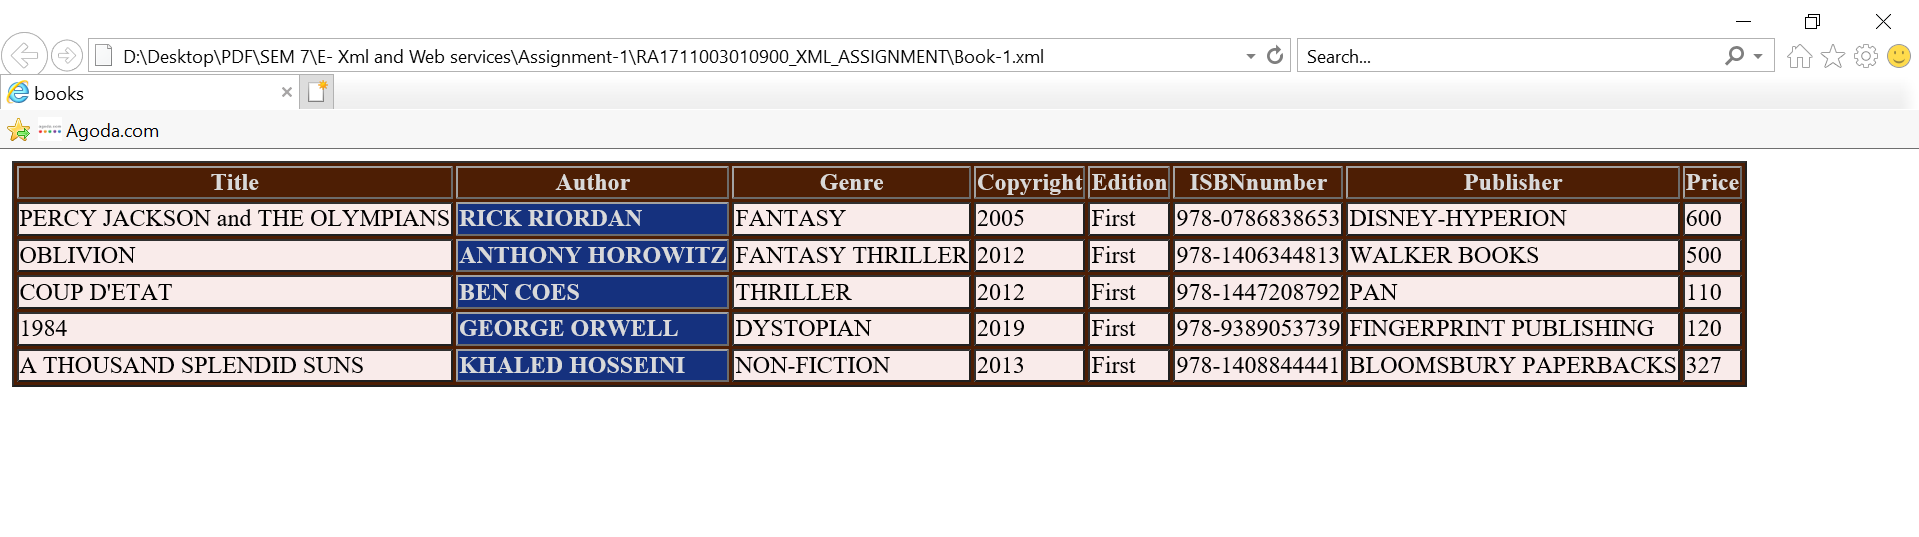 D:\Desktop\PDF\SEM 7\E- Xml and Web services\Assignment-1\RA1711003010900_XML_ASSIGNMENT\Book-1.xml Search...
books
Agoda.com
Title Author Genre Copyright Edition ISBNnumber Publisher Price
PERCY JACKSON and THE OLYMPIANS RICK RIORDAN FANTASY 2005 First 978-0786838653 DISNEY-HYPERION 600
OBLIVION ANTHONY HOROWITZ FANTASY THRILLER 2012 First 978-1406344813 WALKER BOOKS 500
COUP D'ETAT BEN COES THRILLER 2012 First 978-1447208792 PAN 110
1984 GEORGE ORWELL DYSTOPIAN 2019 First 978-9389053739 FINGERPRINT PUBLISHING 120
A THOUSAND SPLENDID SUNS KHALED HOSSEINI NON-FICTION 2013 First 978-1408844441 BLOOMSBURY PAPERBACKS 327